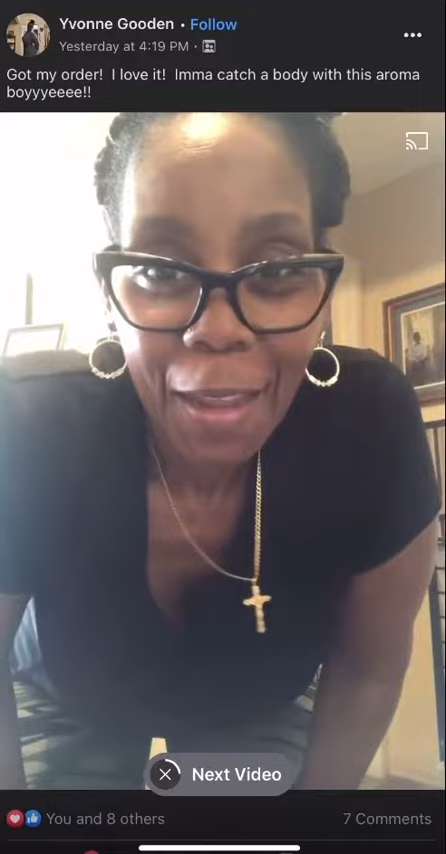 Yvonne Gooden • Follow
Yesterday at 4:19 PM •
Got my order! I love it! Imma catch a body with this aroma
boyyyeeee!!
Next Video
You and 8 others 7 Comments